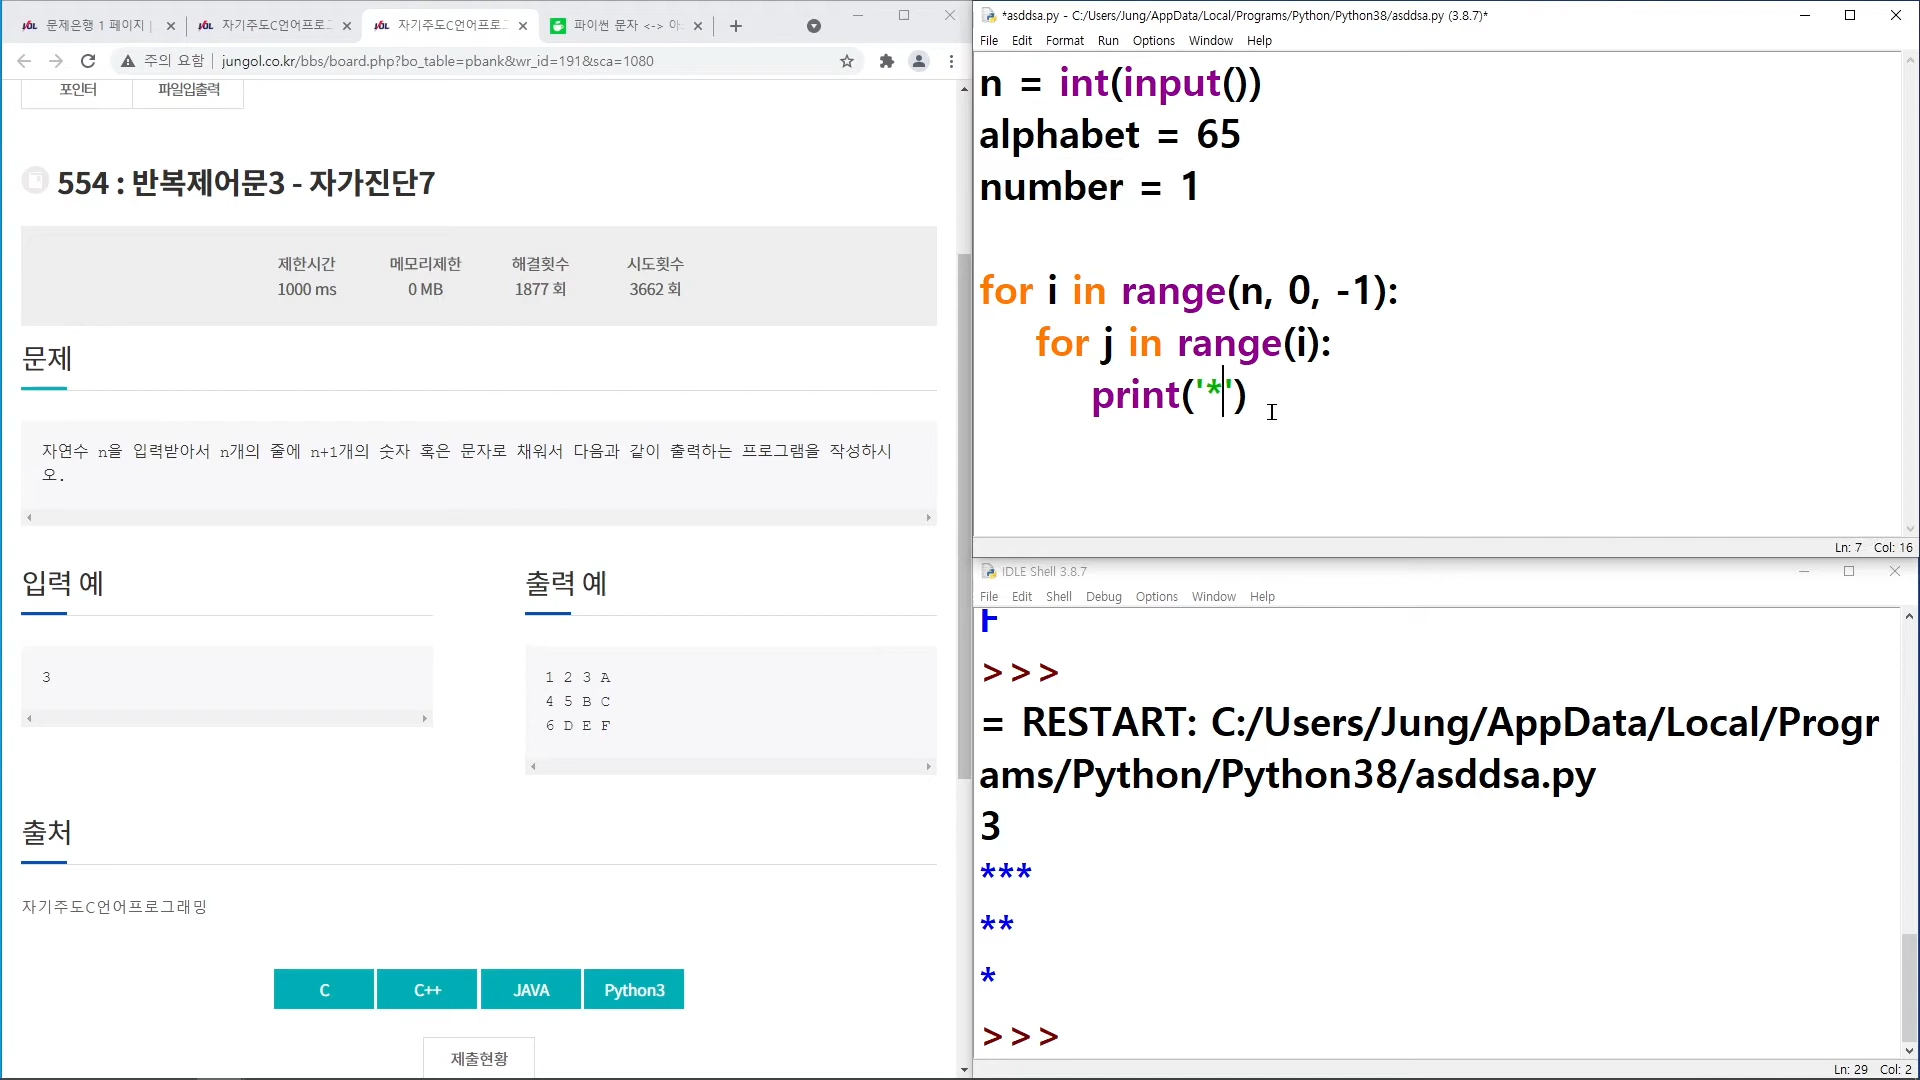 문제은행 1 페이지 |
자기주도C언어프로그
자기주도C언어프로그
파이썬 문자 <-> 아
주의 요함
jungol.co.kr/bbs/board.php?bo_table=pbank&wr_id=191&sca=1080
포인터
파일입출력
554 : 반복제어문3 - 자가진단7
제한시간 메모리제한 해결횟수 시도횟수
1000 ms 0 MB 1877 회 3662 회
문제
자연수 n을 입력받아서 n개의 줄에 n+1개의 숫자 혹은 문자로 채워서 다음과 같이 출력하는 프로그램을 작성하시
오.
입력 예
3
출력 예
1 2 3 A
4 5 B C
6 D E F
출처
자기주도C언어프로그래밍
C C++ JAVA Python3
제출현황
*asddsa.py - C:/Users/Jung/AppData/Local/Programs/Python/Python38/asddsa.py (3.8.7)*
File Edit Format Run Options Window Help
n = int(input())
alphabet = 65
number = 1
for i in range(n, 0, -1):
for j in range(i):
print('*')
Ln: 7 Col: 16
IDLE Shell 3.8.7
File Edit Shell Debug Options Window Help
F
>>>
= RESTART: C:/Users/Jung/AppData/Local/Progr
ams/Python/Python38/asddsa.py
3
***
**
*
>>>
Ln: 29 Col: 2